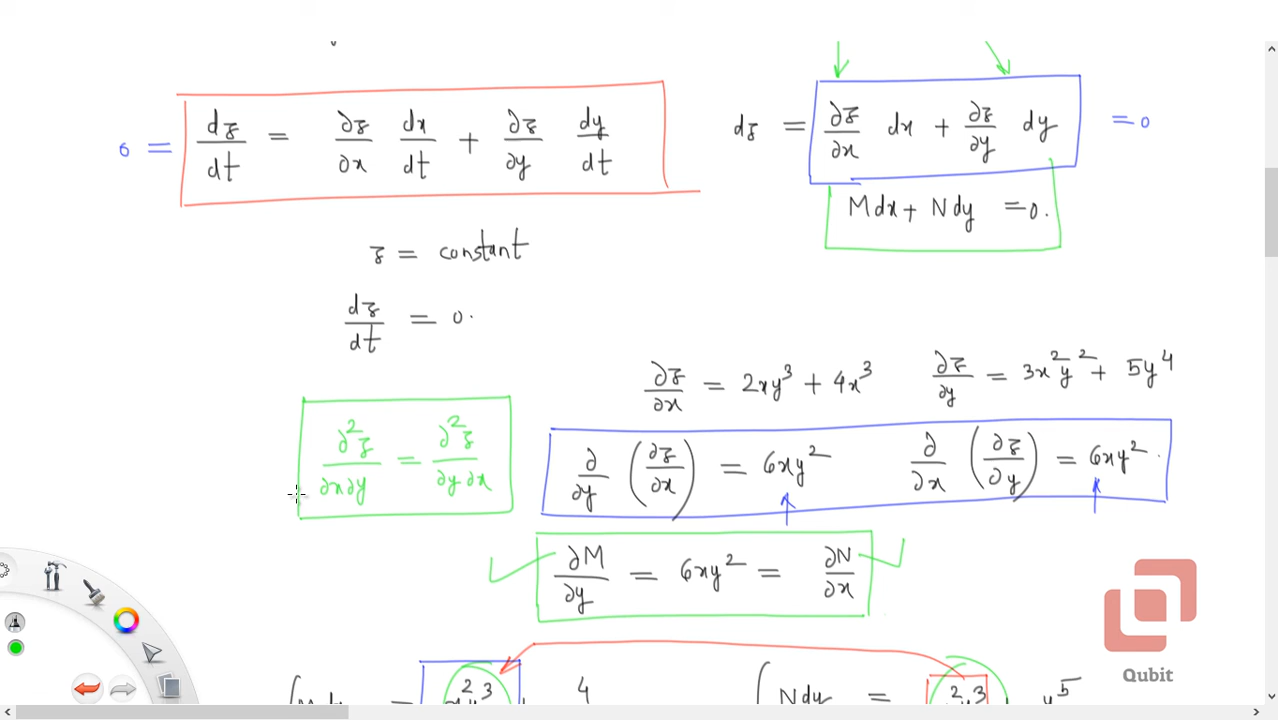 0 = dz/dt = ∂z/∂x dx/dt + ∂z/∂y dy/dt
dz = ∂z/∂x dx + ∂z/∂y dy = 0
Mdx + Ndy = 0.
z = constant
dz/dt = 0.
∂z/∂x = 2xy³ + 4x³
∂z/∂y = 3x²y² + 5y⁴
∂²z/∂x∂y = ∂²z/∂y∂x
∂/∂y (∂z/∂x) = 6xy²
∂/∂x (∂z/∂y) = 6xy².
∂M/∂y = 6xy² = ∂N/∂x
∫Ndy =
y⁵
Qubit